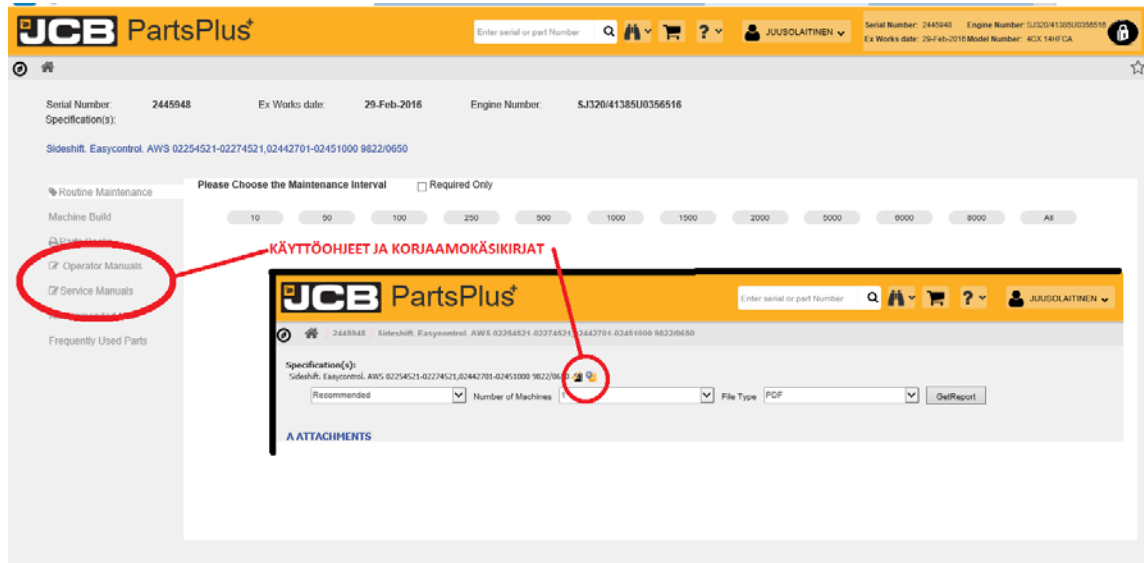 JCB PartsPlus+
Enter serial or part Number
? JUUSOLAITINEN
Serial Number: 2445948 Engine Number: SJ320/41385U0356516
Ex Works date: 29-Feb-2016 Model Number: 4CX 14HFCA
Serial Number: 2445948 Ex Works date: 29-Feb-2016 Engine Number: SJ320/41385U0356516
Specification(s):
Sideshift. Easycontrol. AWS 02254521-02274521,02442701-02451000 9822/0650
Routine Maintenance
Please Choose the Maintenance Interval Required Only
Machine Build
10 50 100 250 500 1000 1500 2000 5000 6000 8000 All
KÄYTTÖOHJEET JA KORJAAMOKÄSIKIRJAT
Operator Manuals
Service Manuals
Frequently Used Parts
JCB PartsPlus+
Enter serial or part Number
? JUUSOLAITINEN
2445948 Sideshift. Easycontrol. AWS 02254521-02274521,02442701-02451000 9822/0650
Specification(s):
Sideshift. Easycontrol. AWS 02254521-02274521,02442701-02451000 9822/0650
Recommended Number of Machines 1 File Type PDF GetReport
A ATTACHMENTS